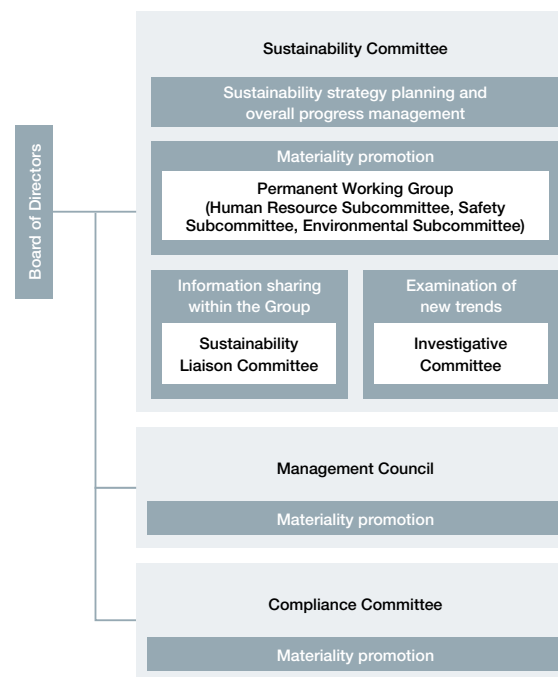 Board of Directors
Sustainability Committee
Sustainability strategy planning and
overall progress management
Materiality promotion
Permanent Working Group
(Human Resource Subcommittee, Safety
Subcommittee, Environmental Subcommittee)
Information sharing
within the Group
Sustainability
Liaison Committee
Examination of
new trends
Investigative
Committee
Management Council
Materiality promotion
Compliance Committee
Materiality promotion